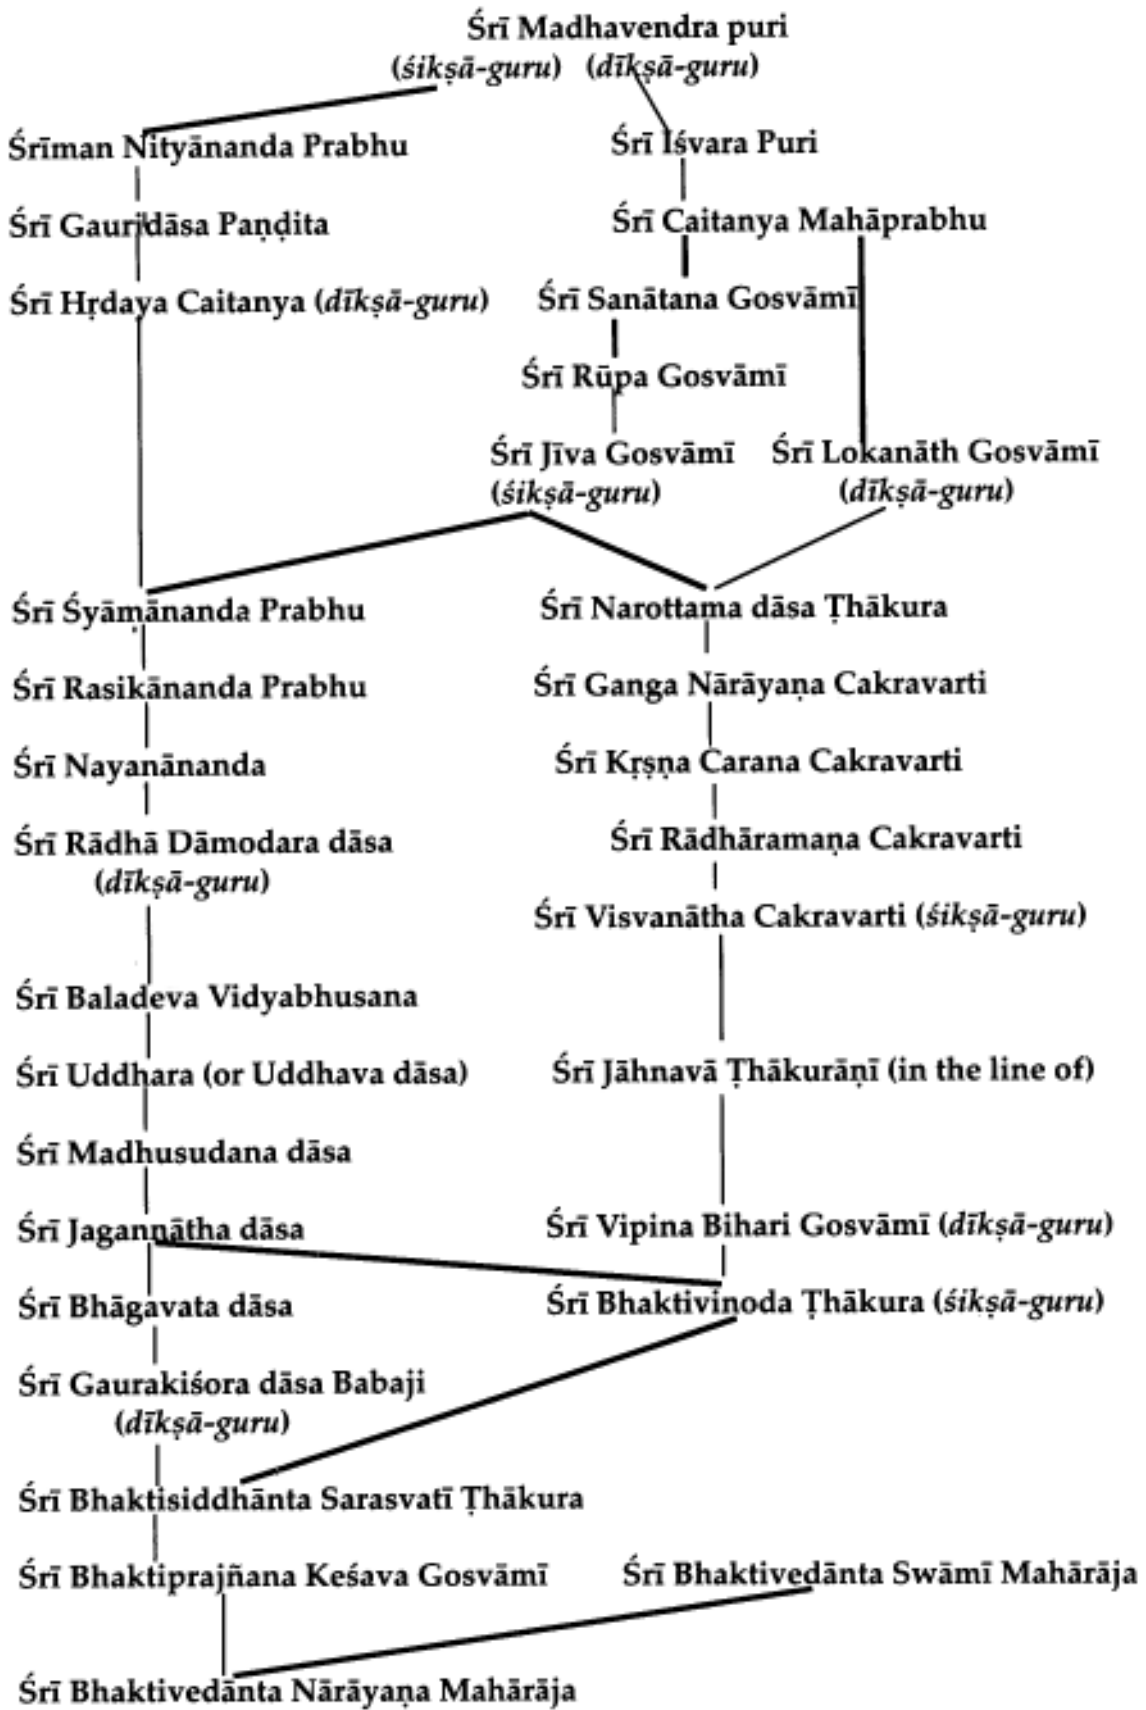 Śrī Madhavendra puri
(śikṣā-guru) (dīkṣā-guru)
Śrīman Nityānanda Prabhu
Śrī Iśvara Puri
Śrī Gauridāsa Paṇḍita
Śrī Caitanya Mahāprabhu
Śrī Hṛdaya Caitanya (dīkṣā-guru)
Śrī Sanātana Gosvāmī
Śrī Rūpa Gosvāmī
Śrī Jīva Gosvāmī
(śikṣā-guru)
Śrī Lokanāth Gosvāmī
(dīkṣā-guru)
Śrī Śyāmānanda Prabhu
Śrī Narottama dāsa Ṭhākura
Śrī Rasikānanda Prabhu
Śrī Ganga Nārāyaṇa Cakravarti
Śrī Nayanānanda
Śrī Kṛṣṇa Carana Cakravarti
Śrī Rādhā Dāmodara dāsa
(dīkṣā-guru)
Śrī Rādhāramaṇa Cakravarti
Śrī Visvanātha Cakravarti (śikṣā-guru)
Śrī Baladeva Vidyabhusana
Śrī Uddhara (or Uddhava dāsa)
Śrī Jāhnavā Ṭhākurāṇī (in the line of)
Śrī Madhusudana dāsa
Śrī Jagannātha dāsa
Śrī Vipina Bihari Gosvāmī (dīkṣā-guru)
Śrī Bhāgavata dāsa
Śrī Bhaktivinoda Ṭhākura (śikṣā-guru)
Śrī Gaurakiśora dāsa Babaji
(dīkṣā-guru)
Śrī Bhaktisiddhānta Sarasvatī Ṭhākura
Śrī Bhaktiprajñana Keśava Gosvāmī
Śrī Bhaktivedānta Swāmī Mahārāja
Śrī Bhaktivedānta Nārāyaṇa Mahārāja